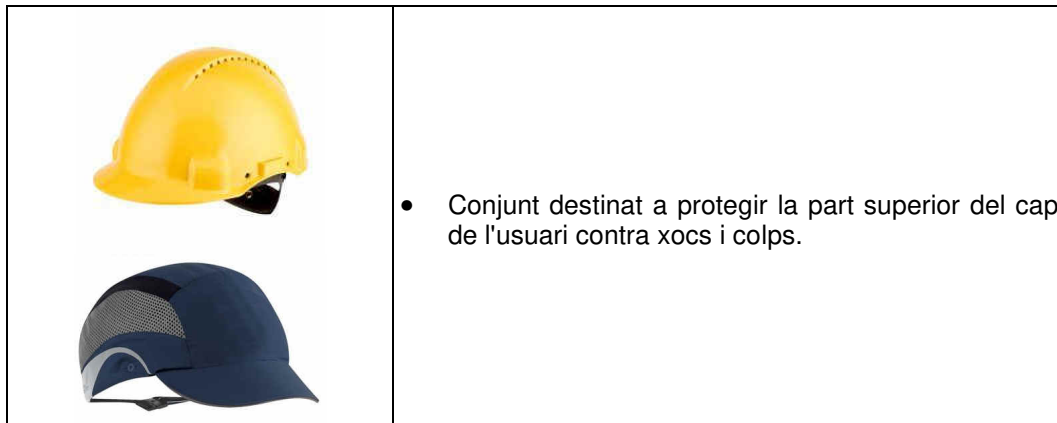 • Conjunt destinat a protegir la part superior del cap
de l'usuari contra xocs i colps.